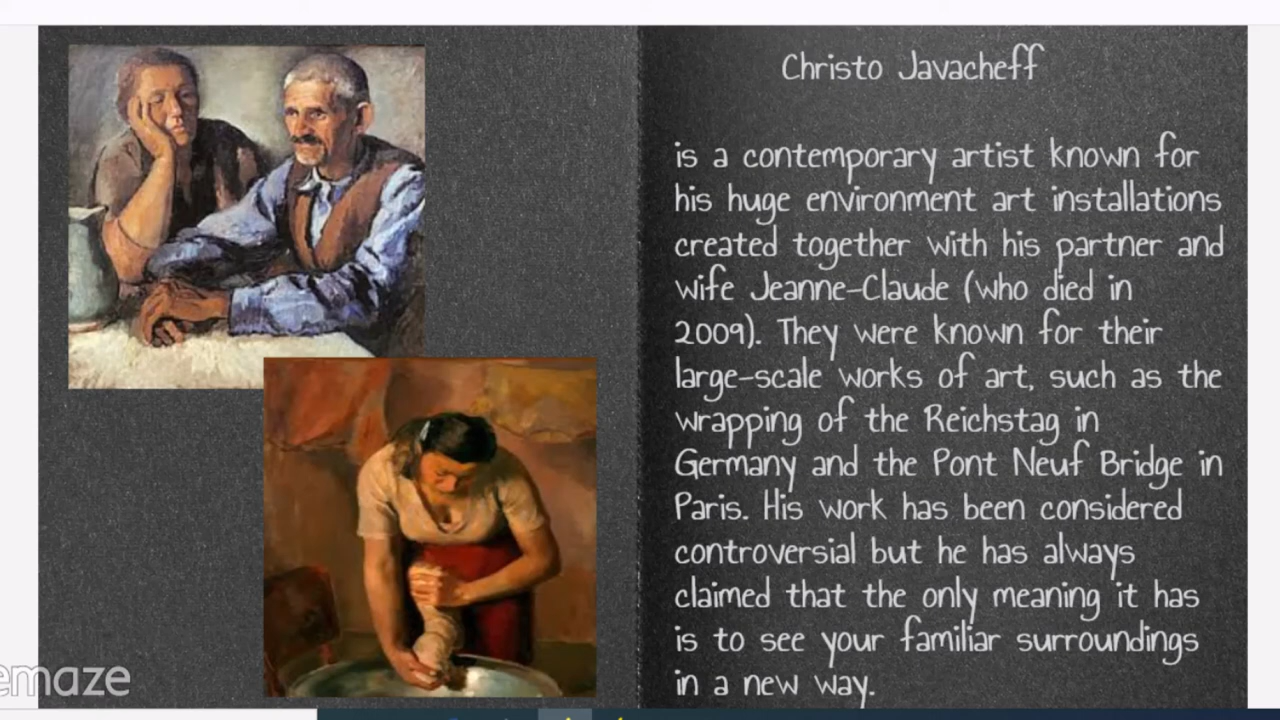 Christo Javacheff
is a contemporary artist known for
his huge environment art installations
created together with his partner and
wife Jeanne-Claude (who died in
2009). They were known for their
large-scale works of art, such as the
wrapping of the Reichstag in
Germany and the Pont Neuf Bridge in
Paris. His work has been considered
controversial but he has always
claimed that the only meaning it has
is to see your familiar surroundings
in a new way.
emaze